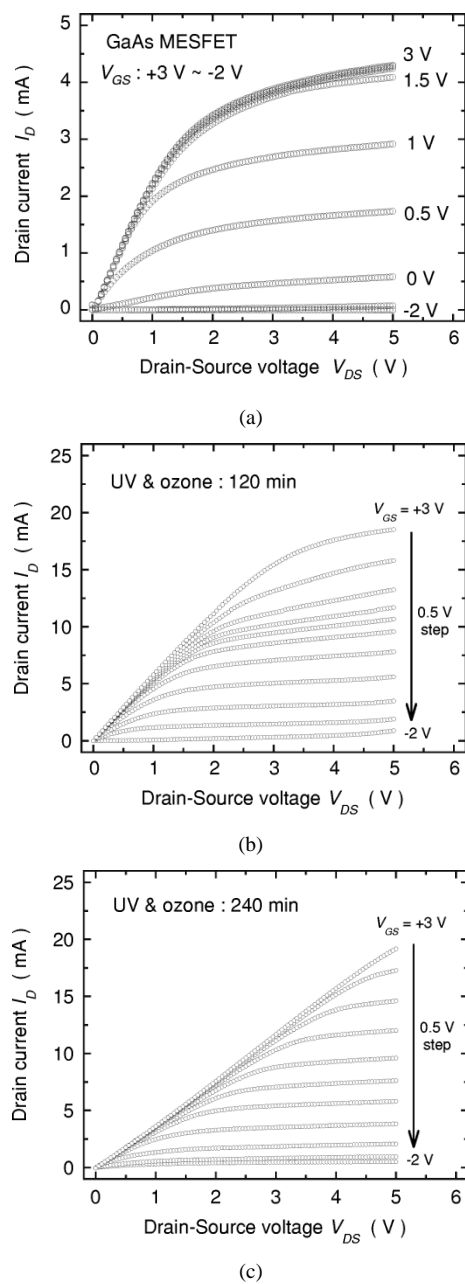 5
4
3
2
1
0
Drain current I_D ( mA )
GaAs MESFET
V_GS : +3 V ~ -2 V
3 V
1.5 V
1 V
0.5 V
0 V
-2 V
0 1 2 3 4 5 6
Drain-Source voltage V_DS ( V )
(a)
25
20
15
10
5
0
Drain current I_D ( mA )
UV & ozone : 120 min
V_GS = +3 V
0.5 V
step
-2 V
0 1 2 3 4 5 6
Drain-Source voltage V_DS ( V )
(b)
25
20
15
10
5
0
Drain current I_D ( mA )
UV & ozone : 240 min
V_GS = +3 V
0.5 V
step
-2 V
0 1 2 3 4 5 6
Drain-Source voltage V_DS ( V )
(c)